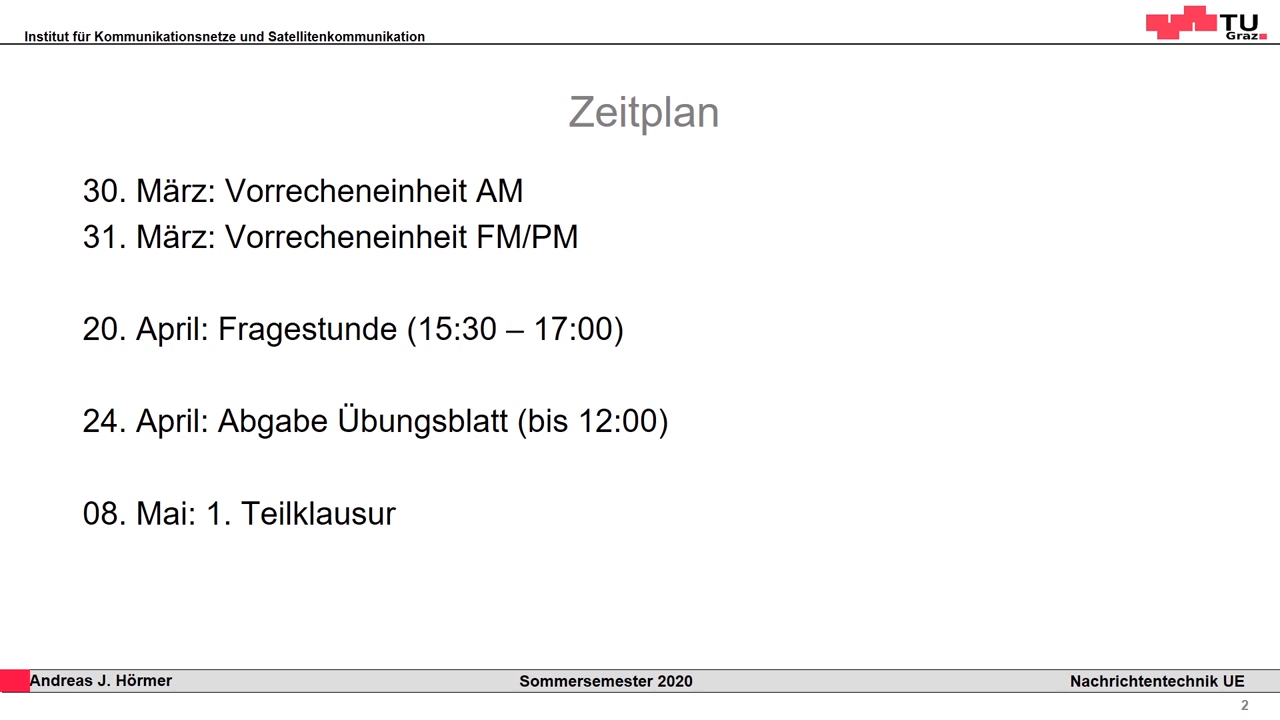 Institut für Kommunikationsnetze und Satellitenkommunikation
TU
Graz
Zeitplan
30. März: Vorrecheneinheit AM
31. März: Vorrecheneinheit FM/PM
20. April: Fragestunde (15:30 – 17:00)
24. April: Abgabe Übungsblatt (bis 12:00)
08. Mai: 1. Teilklausur
Andreas J. Hörmer
Sommersemester 2020
Nachrichtentechnik UE
2